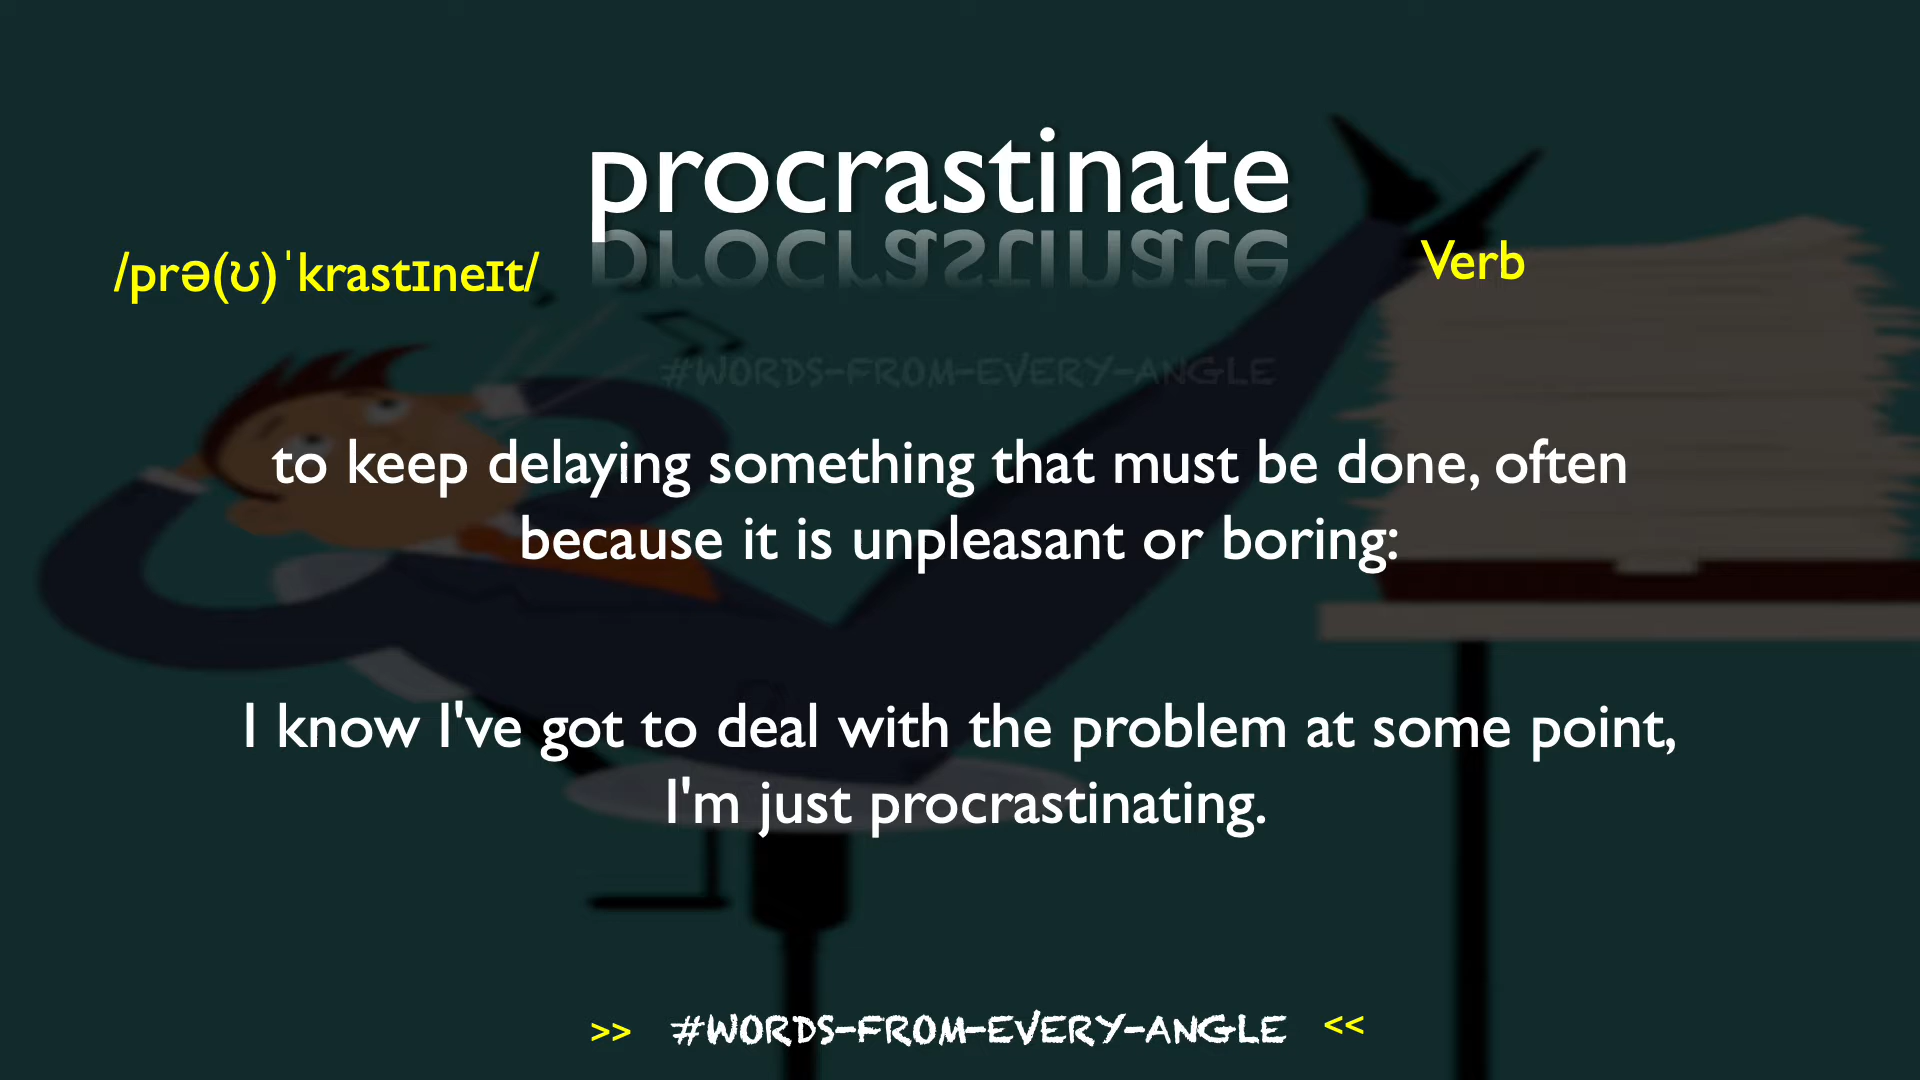 procrastinate
/prə(ʊ)ˈkrastɪneɪt/
Verb
#WORDS-FROM-EVERY-ANGLE
to keep delaying something that must be done, often
because it is unpleasant or boring:
I know I've got to deal with the problem at some point,
I'm just procrastinating.
>> #WORDS-FROM-EVERY-ANGLE <<